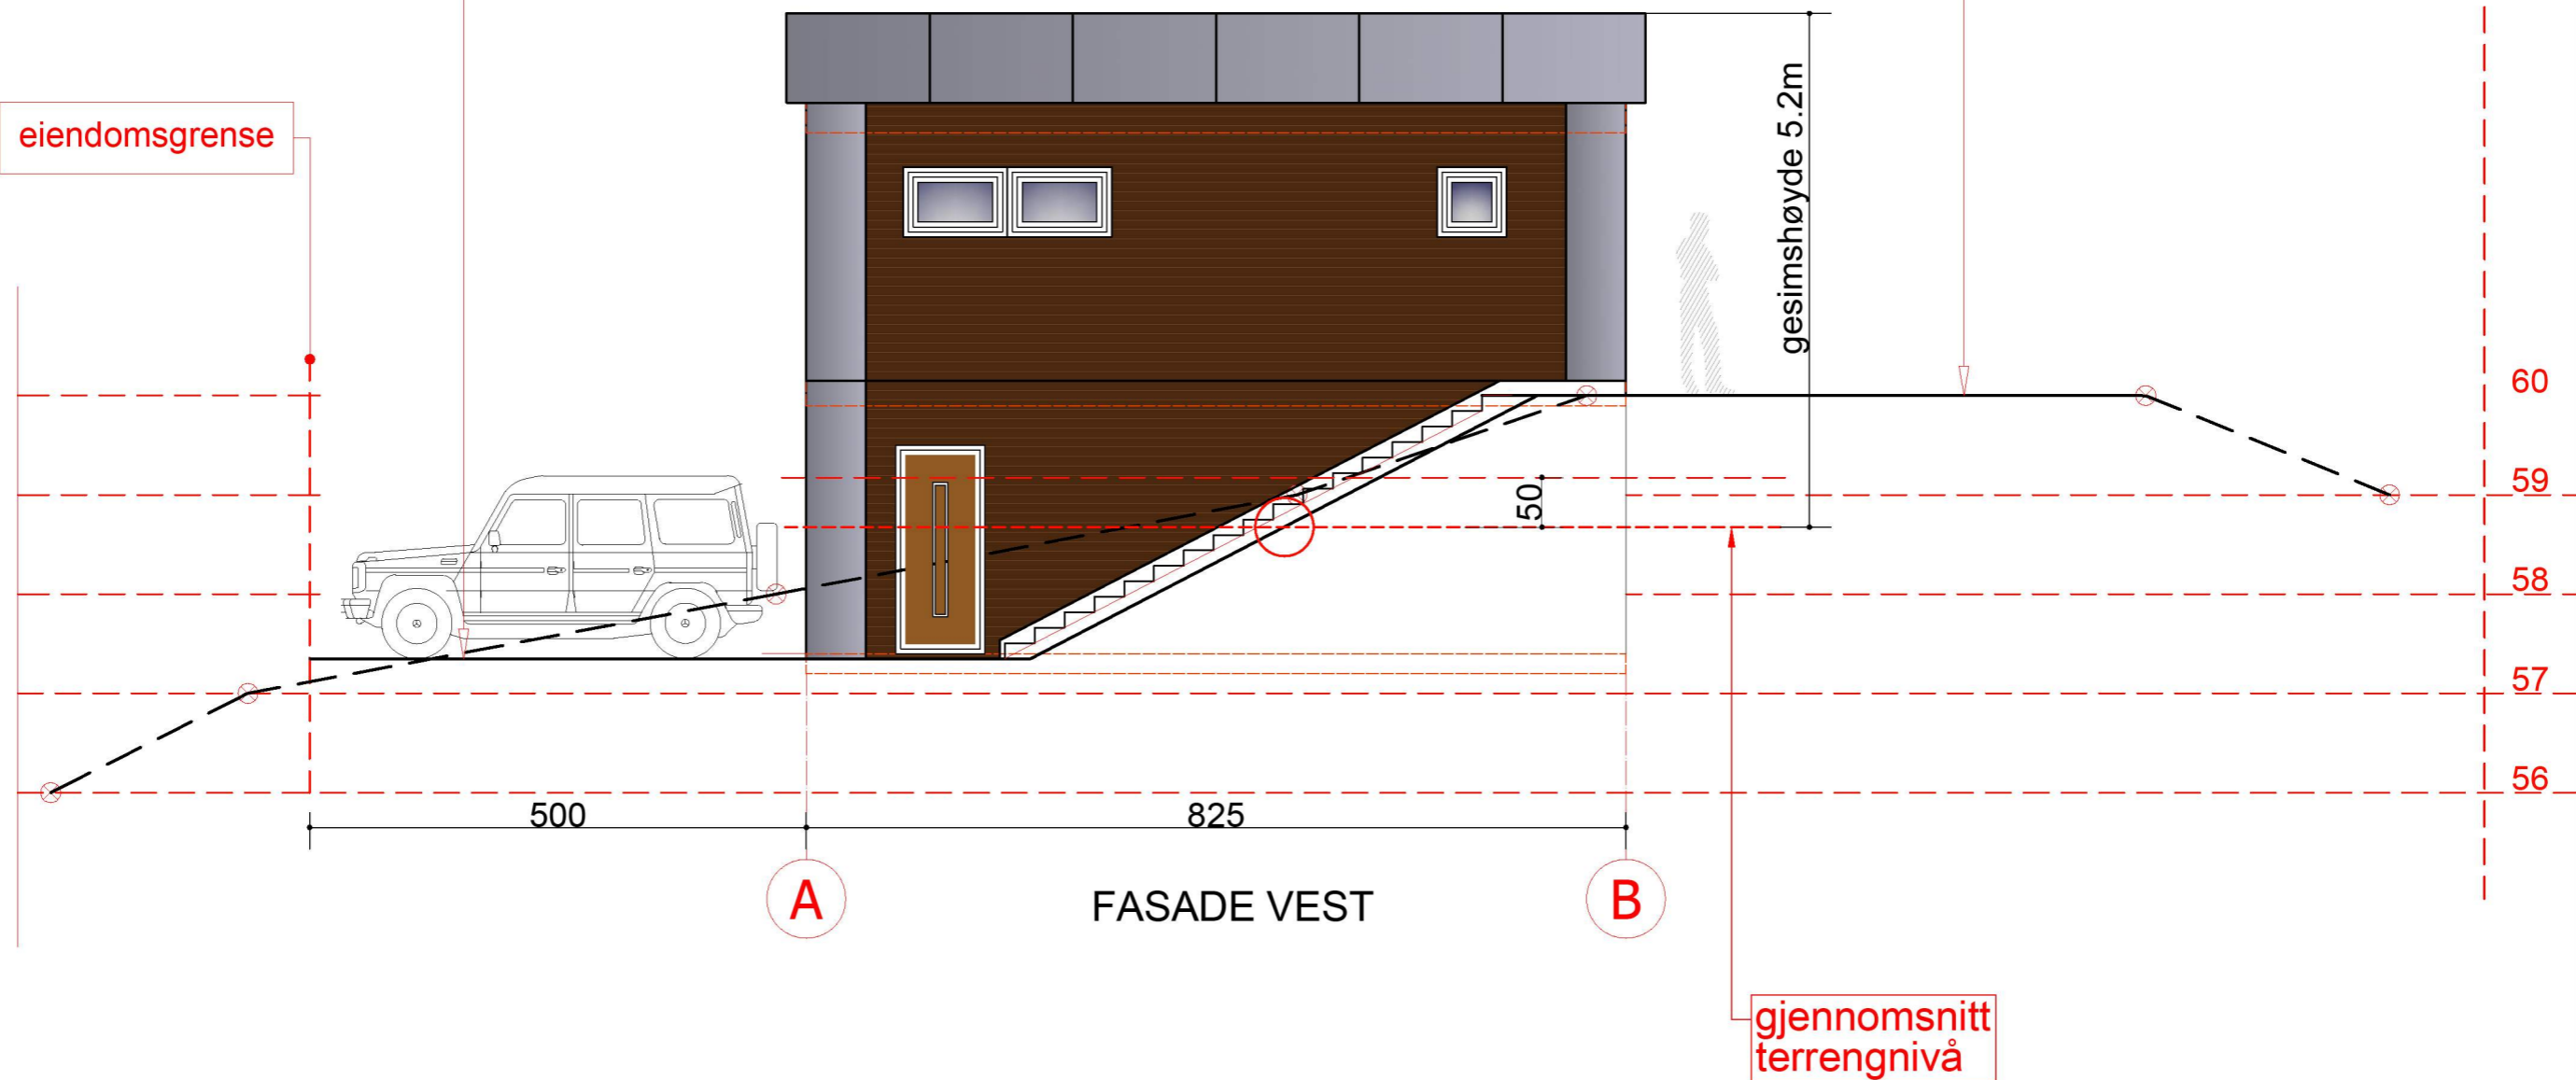 eiendomsgrense
gesimshøyde 5.2m
60
59
50
58
57
56
500
825
A
FASADE VEST
B
gjennomsnitt
terrengnivå